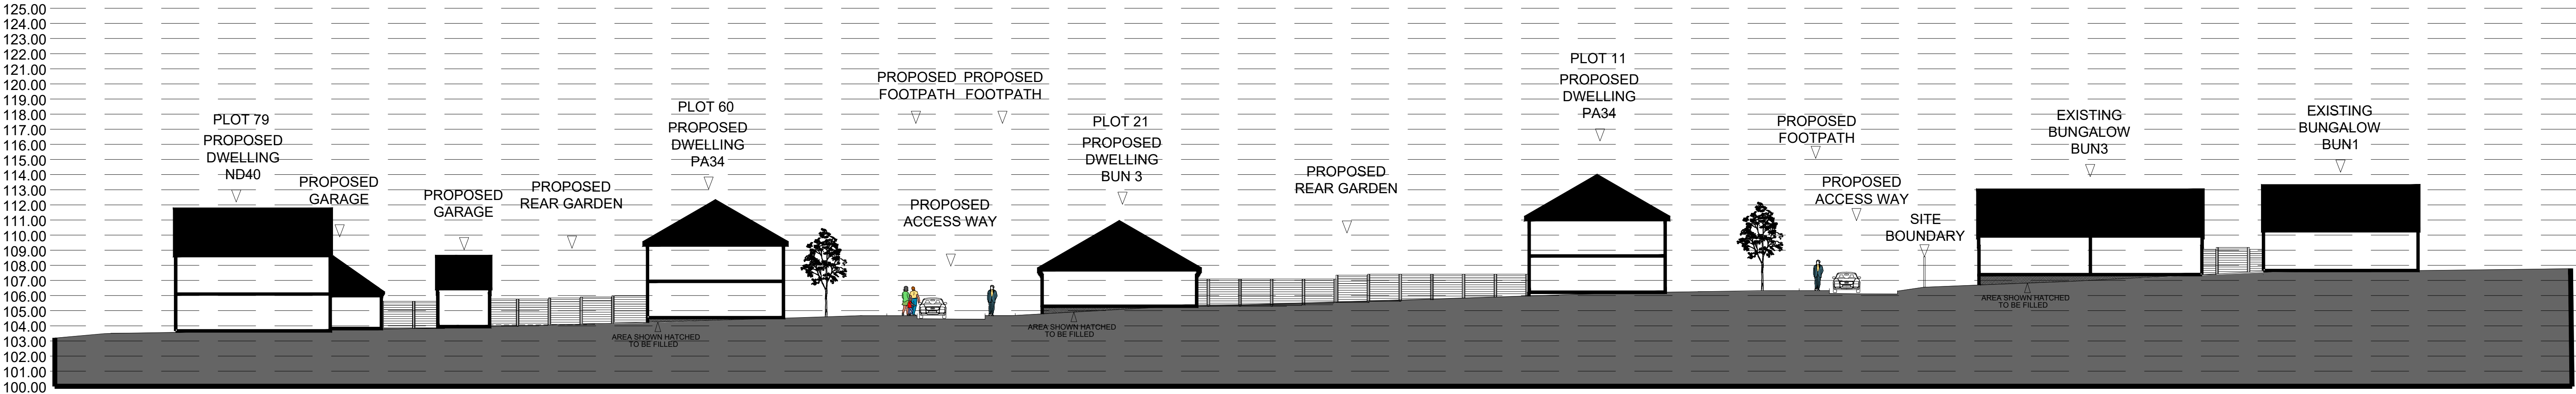 125.00
124.00
123.00
122.00
121.00
120.00
119.00
118.00
117.00
116.00
115.00
114.00
113.00
112.00
111.00
110.00
109.00
108.00
107.00
106.00
105.00
104.00
103.00
102.00
101.00
100.00
PLOT 79
PROPOSED
DWELLING
ND40
PROPOSED
GARAGE
PROPOSED
GARAGE
PROPOSED
REAR GARDEN
PLOT 60
PROPOSED
DWELLING
PA34
AREA SHOWN HATCHED
TO BE FILLED
PROPOSED
FOOTPATH
PROPOSED
FOOTPATH
PROPOSED
ACCESS WAY
PLOT 21
PROPOSED
DWELLING
BUN 3
AREA SHOWN HATCHED
TO BE FILLED
PROPOSED
REAR GARDEN
PLOT 11
PROPOSED
DWELLING
PA34
PROPOSED
FOOTPATH
PROPOSED
ACCESS WAY
SITE
BOUNDARY
EXISTING
BUNGALOW
BUN3
AREA SHOWN HATCHED
TO BE FILLED
EXISTING
BUNGALOW
BUN1